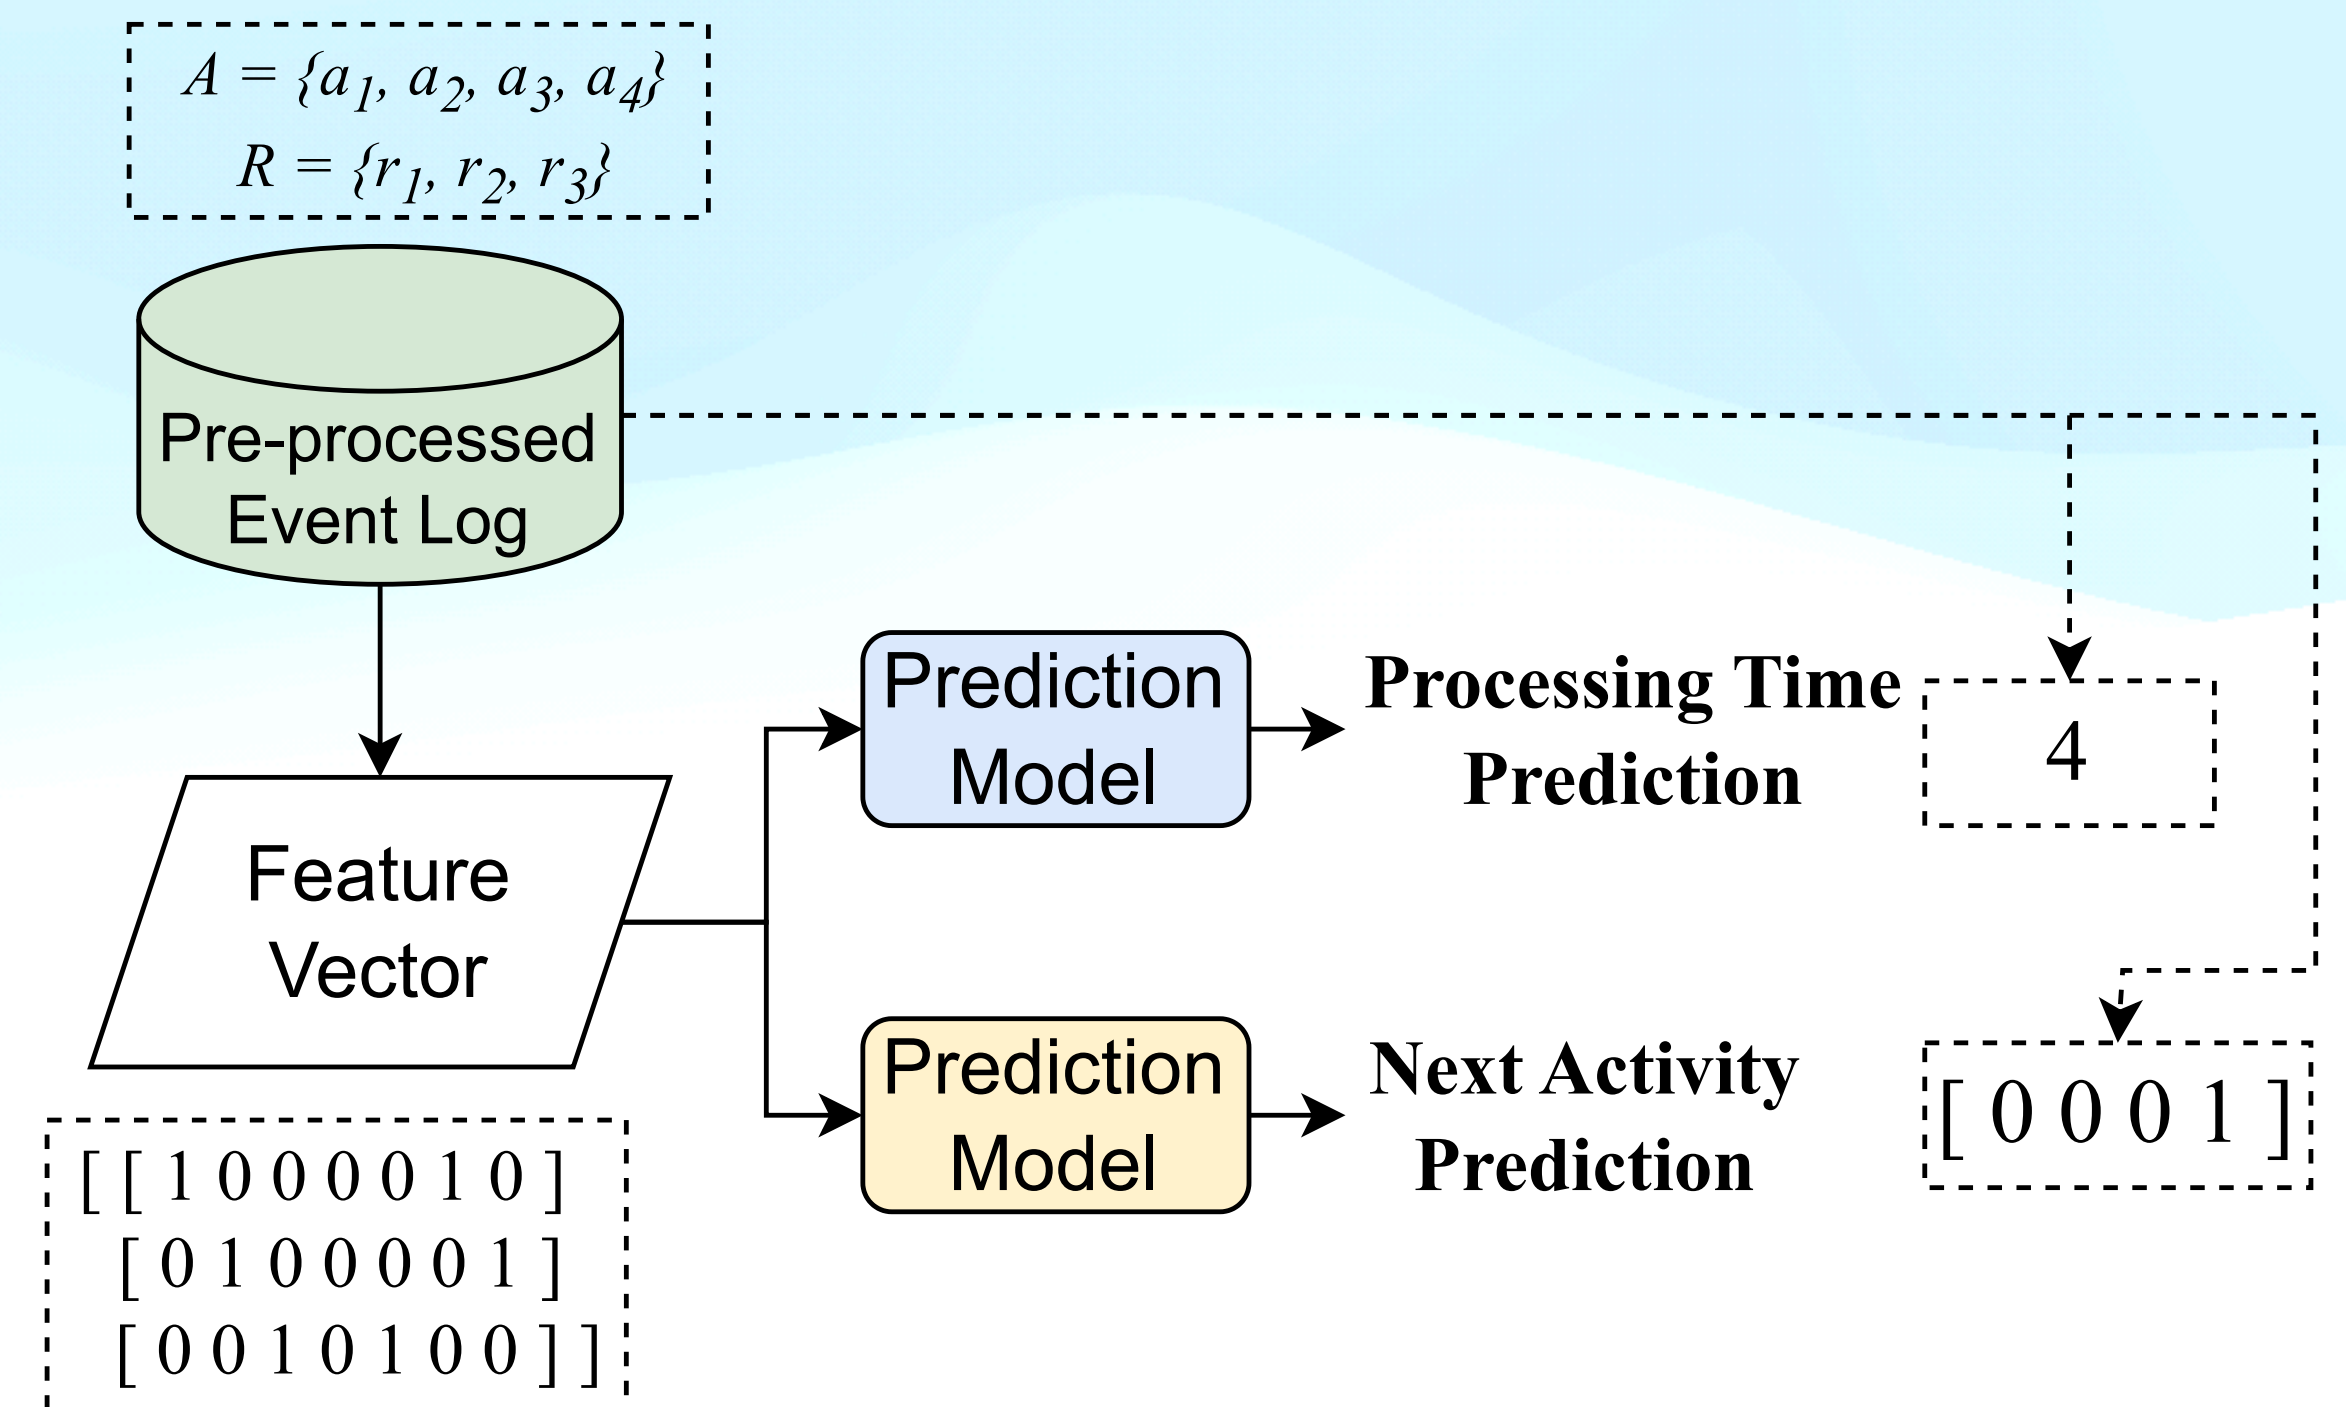 A = {a1, a2, a3, a4}
R = {r1, r2, r3}
Pre-processed
Event Log
Feature
Vector
[ [ 1 0 0 0 0 1 0 ]
[ 0 1 0 0 0 0 1 ]
[ 0 0 1 0 1 0 0 ] ]
Prediction
Model
Processing Time
Prediction
4
Prediction
Model
Next Activity
Prediction
[ 0 0 0 1 ]